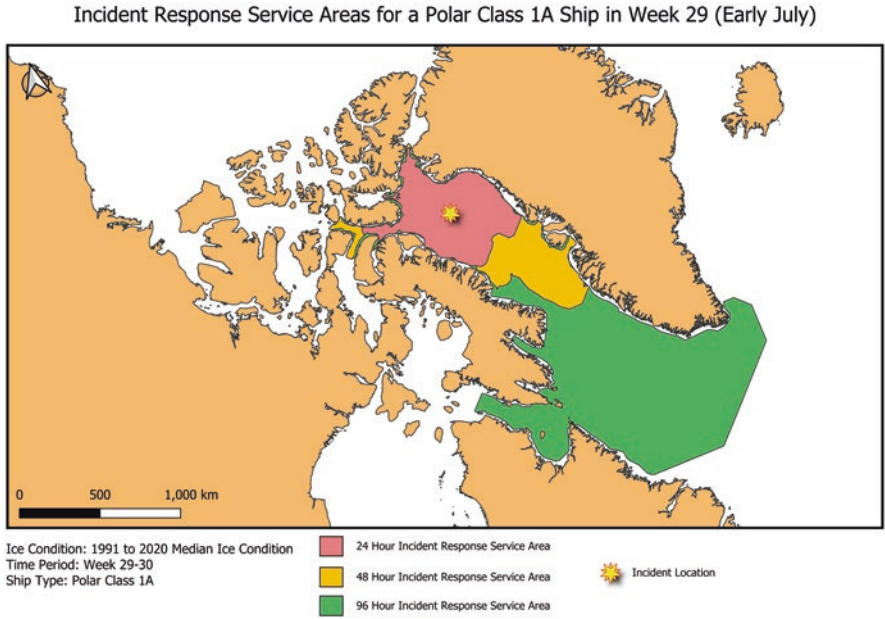 Incident Response Service Areas for a Polar Class 1A Ship in Week 29 (Early July)
0 500 1,000 km
Ice Condition: 1991 to 2020 Median Ice Condition
Time Period: Week 29-30
Ship Type: Polar Class 1A
24 Hour Incident Response Service Area
48 Hour Incident Response Service Area
96 Hour Incident Response Service Area
Incident Location